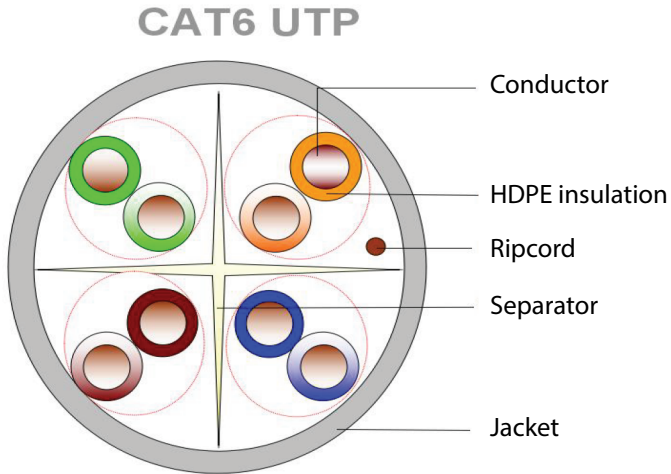 CAT6 UTP
Conductor
HDPE insulation
Ripcord
Separator
Jacket